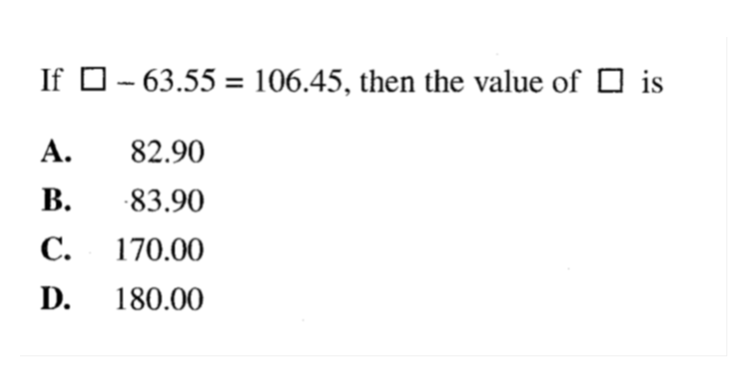 If □ – 63.55 = 106.45, then the value of □ is
A. 82.90
B. 83.90
C. 170.00
D. 180.00